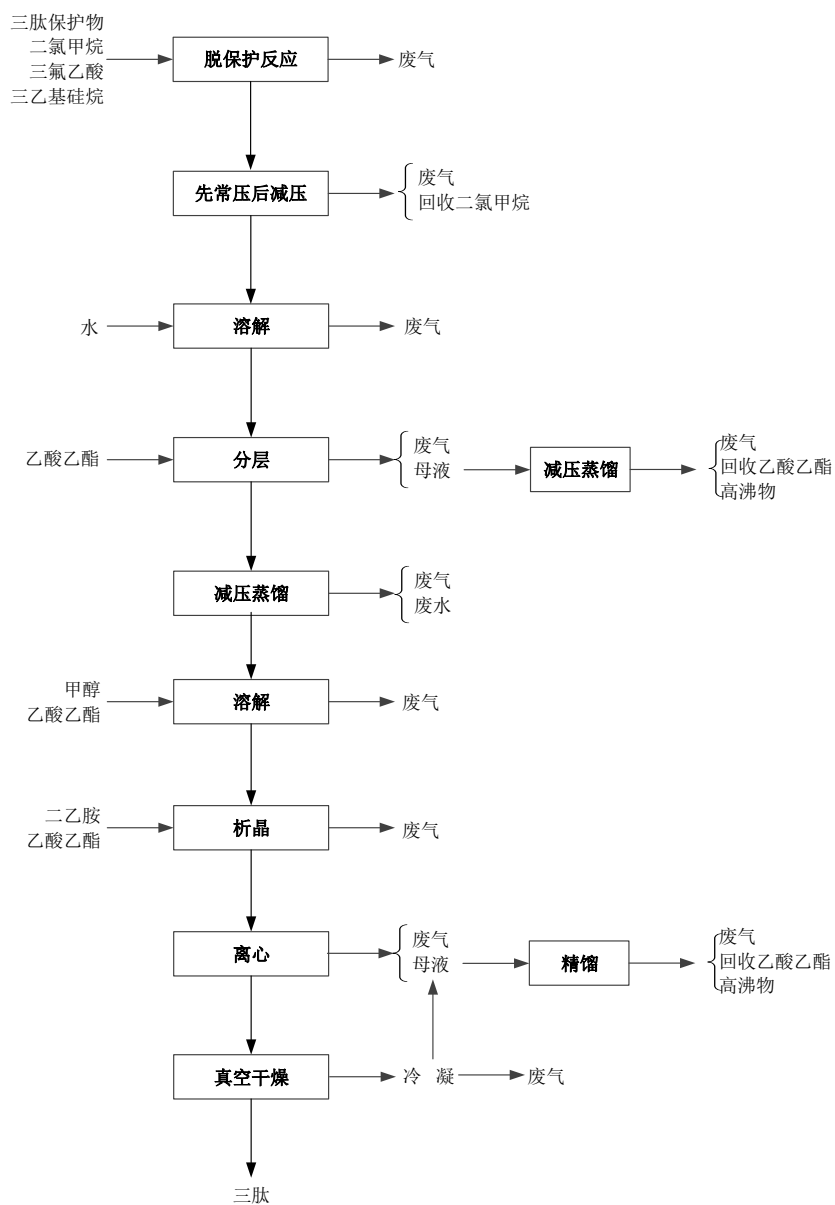 三肽保护物
二氯甲烷
三氟乙酸
三乙基硅烷
脱保护反应
废气
先常压后减压
废气
回收二氯甲烷
水
溶解
废气
乙酸乙酯
分层
废气
母液
减压蒸馏
废气
回收乙酸乙酯
高沸物
减压蒸馏
废气
废水
甲醇
乙酸乙酯
溶解
废气
二乙胺
乙酸乙酯
析晶
废气
离心
废气
母液
精馏
废气
回收乙酸乙酯
高沸物
真空干燥
冷 凝
废气
三肽